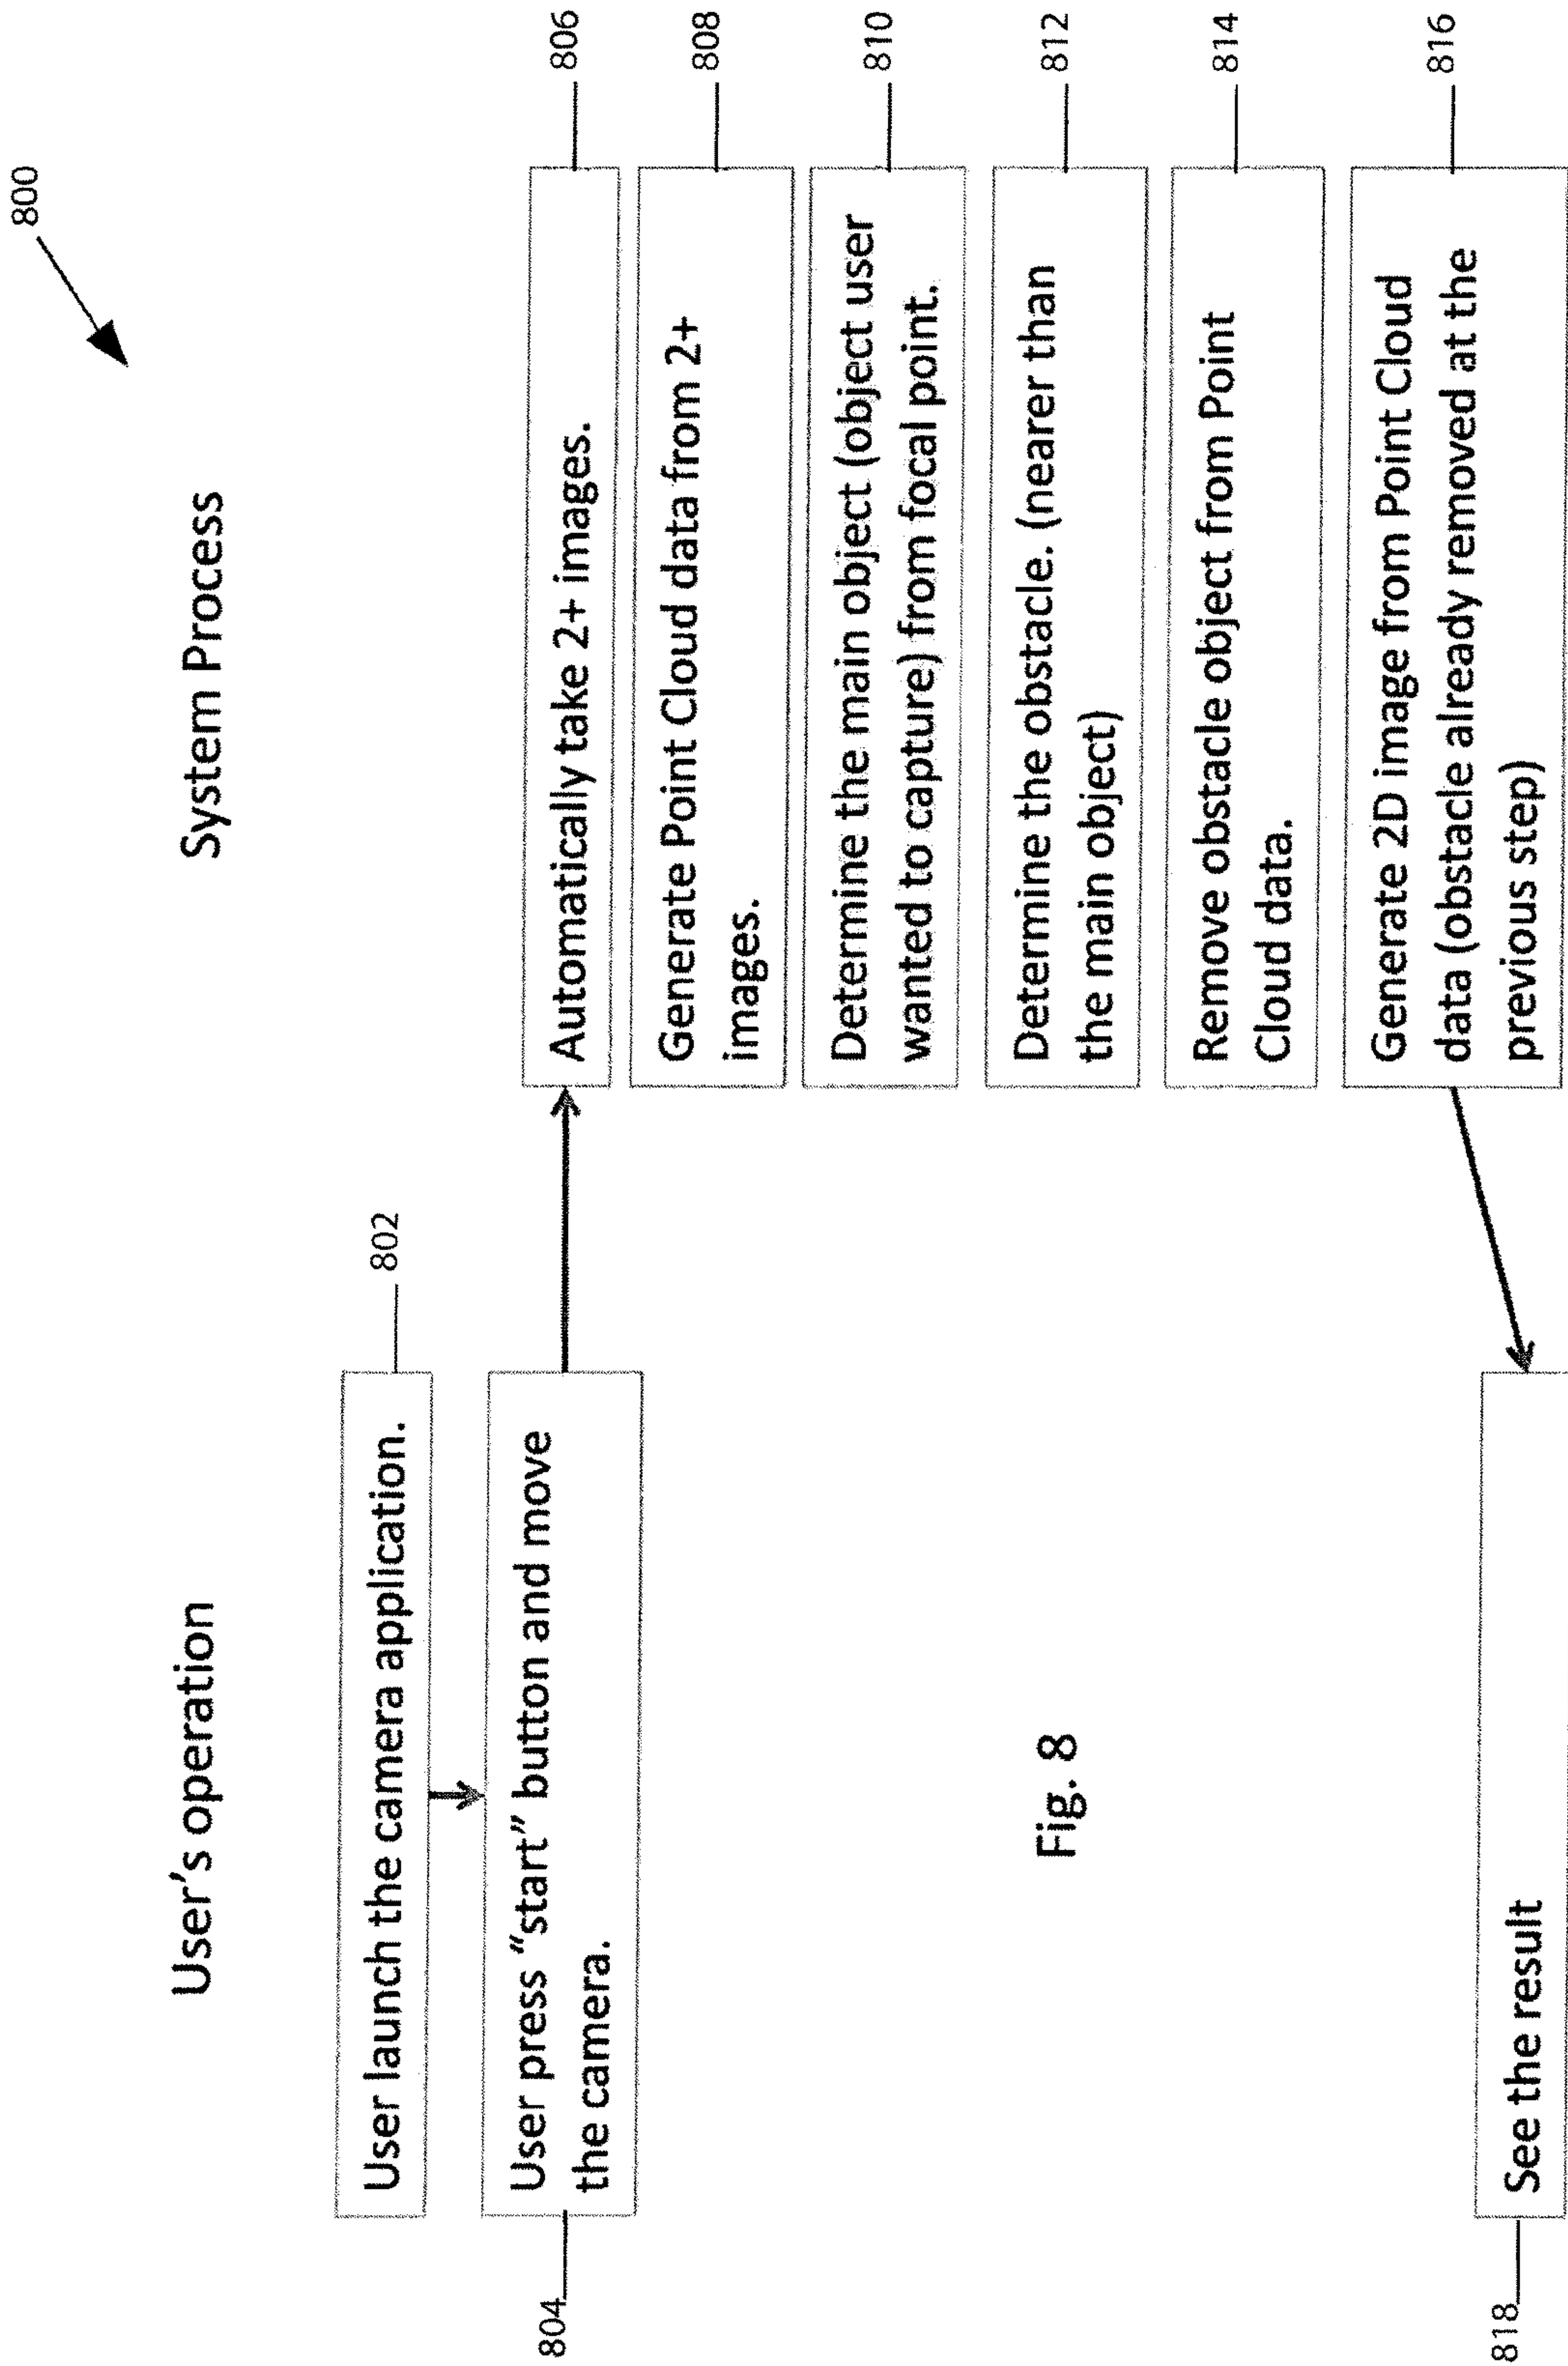 800
User's operation
System Process
User launch the camera application.
802
804
User press “start” button and move
the camera.
Automatically take 2+ images.
806
Generate Point Cloud data from 2+
images.
808
Determine the main object (object user
wanted to capture) from focal point.
810
Determine the obstacle. (nearer than
the main object)
812
Remove obstacle object from Point
Cloud data.
814
Generate 2D image from Point Cloud
data (obstacle already removed at the
previous step)
816
818
See the result
Fig. 8